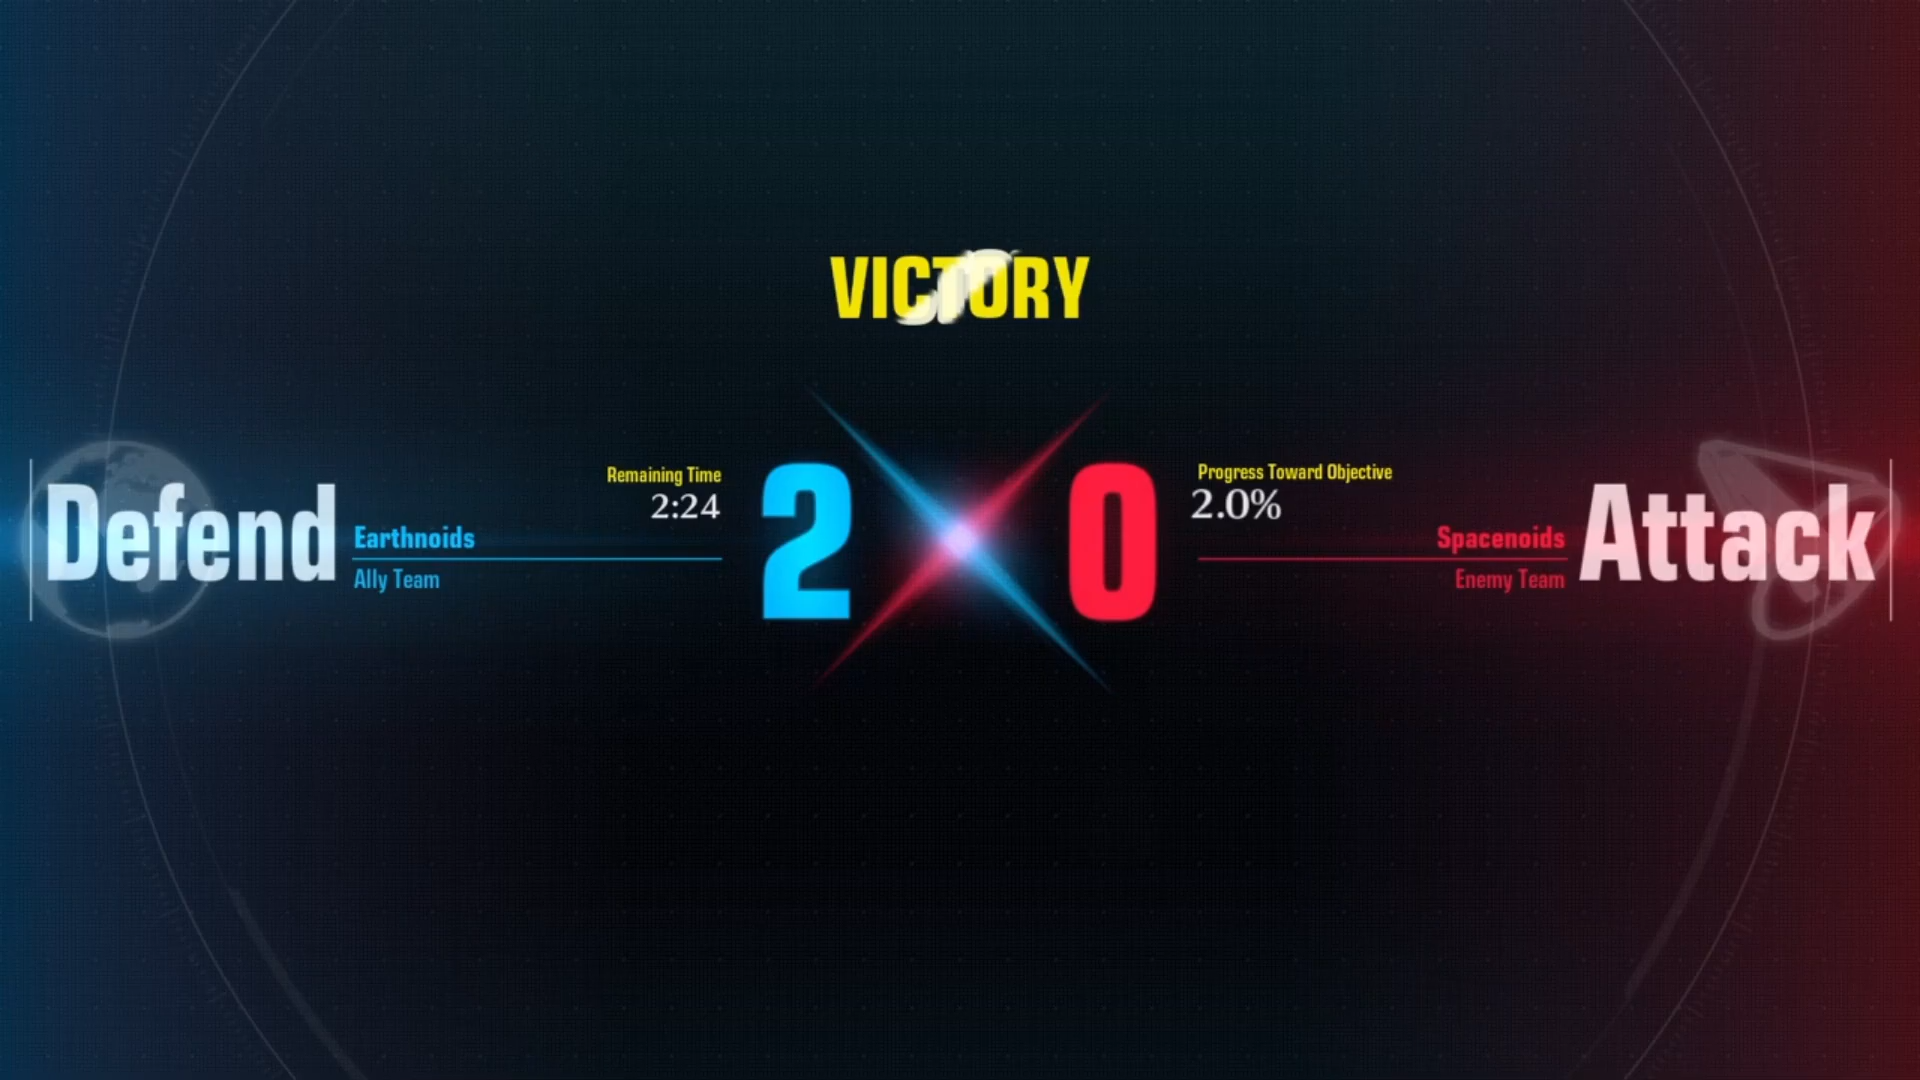 VICTORY
Defend
Earthnoids
Ally Team
Remaining Time
2:24
2
0
Progress Toward Objective
2.0%
Spacenoids
Enemy Team
Attack